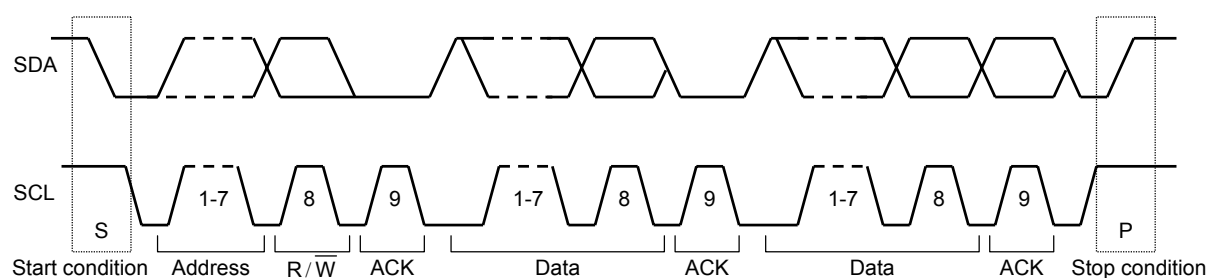 SDA
SCL
1-7 8 9 1-7 8 9 1-7 8 9
S P
Start condition Address R/W̅ ACK Data ACK Data ACK Stop condition